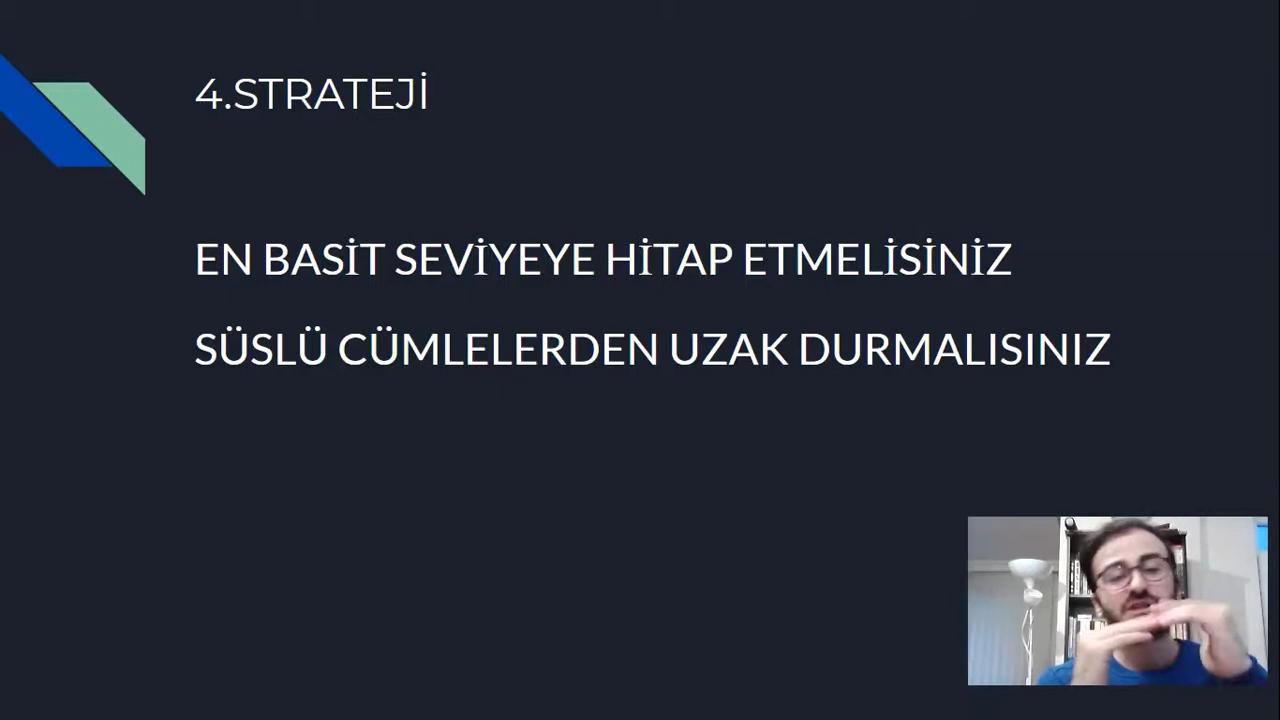 4.STRATEJİ
EN BASİT SEVİYEYE HİTAP ETMELİSİNİZ
SÜSLÜ CÜMLELERDEN UZAK DURMALISINIZ